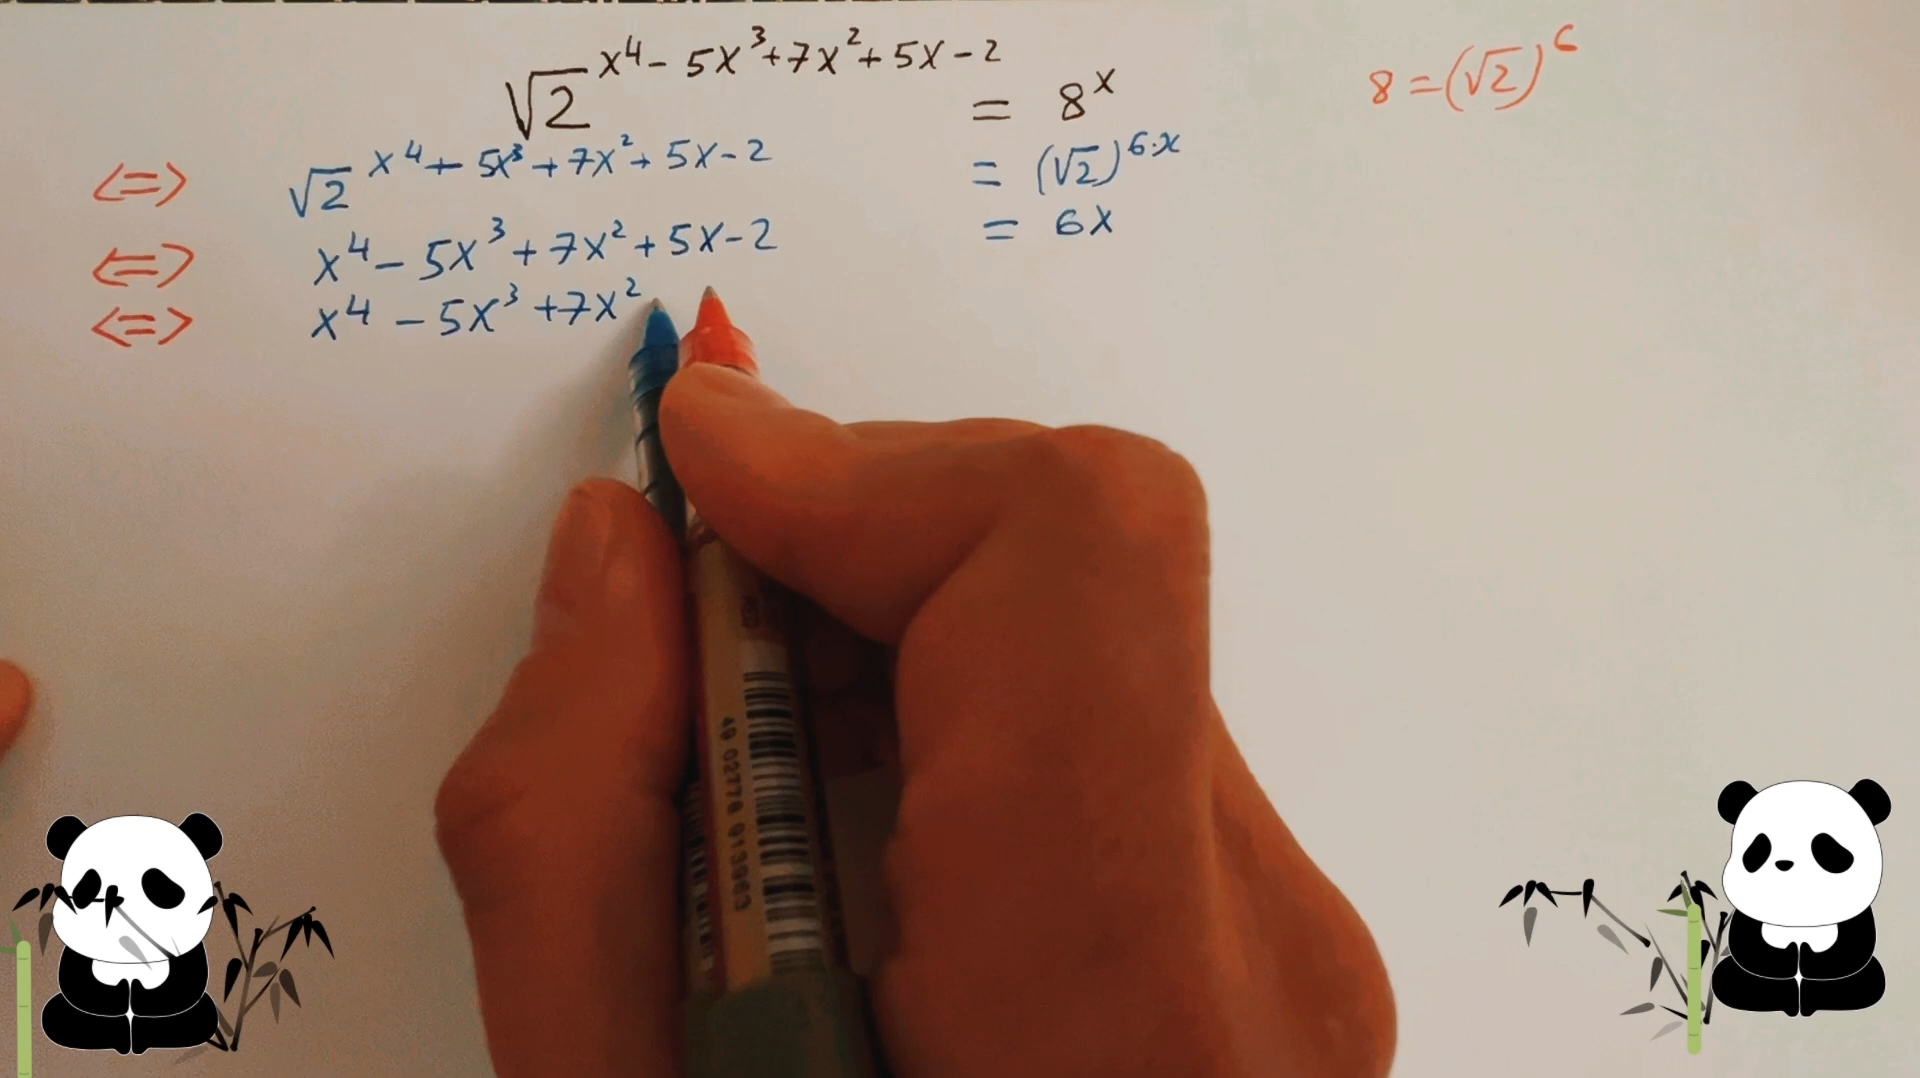 √2^(x⁴ - 5x³ + 7x² + 5x - 2) = 8^x
8 = (√2)^6
<=> √2^(x⁴ + 5x³ + 7x² + 5x - 2) = (√2)^(6·x)
<=> x⁴ - 5x³ + 7x² + 5x - 2 = 6x
<=> x⁴ - 5x³ + 7x²